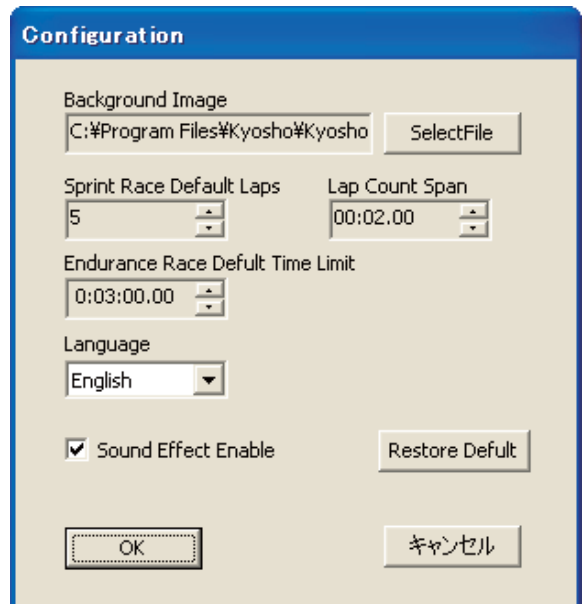 Configuration
Background Image
C:¥Program Files¥Kyosho¥Kyosho
SelectFile
Sprint Race Default Laps
Lap Count Span
5
00:02.00
Endurance Race Defult Time Limit
0:03:00.00
Language
English
Sound Effect Enable
Restore Defult
OK
キャンセル